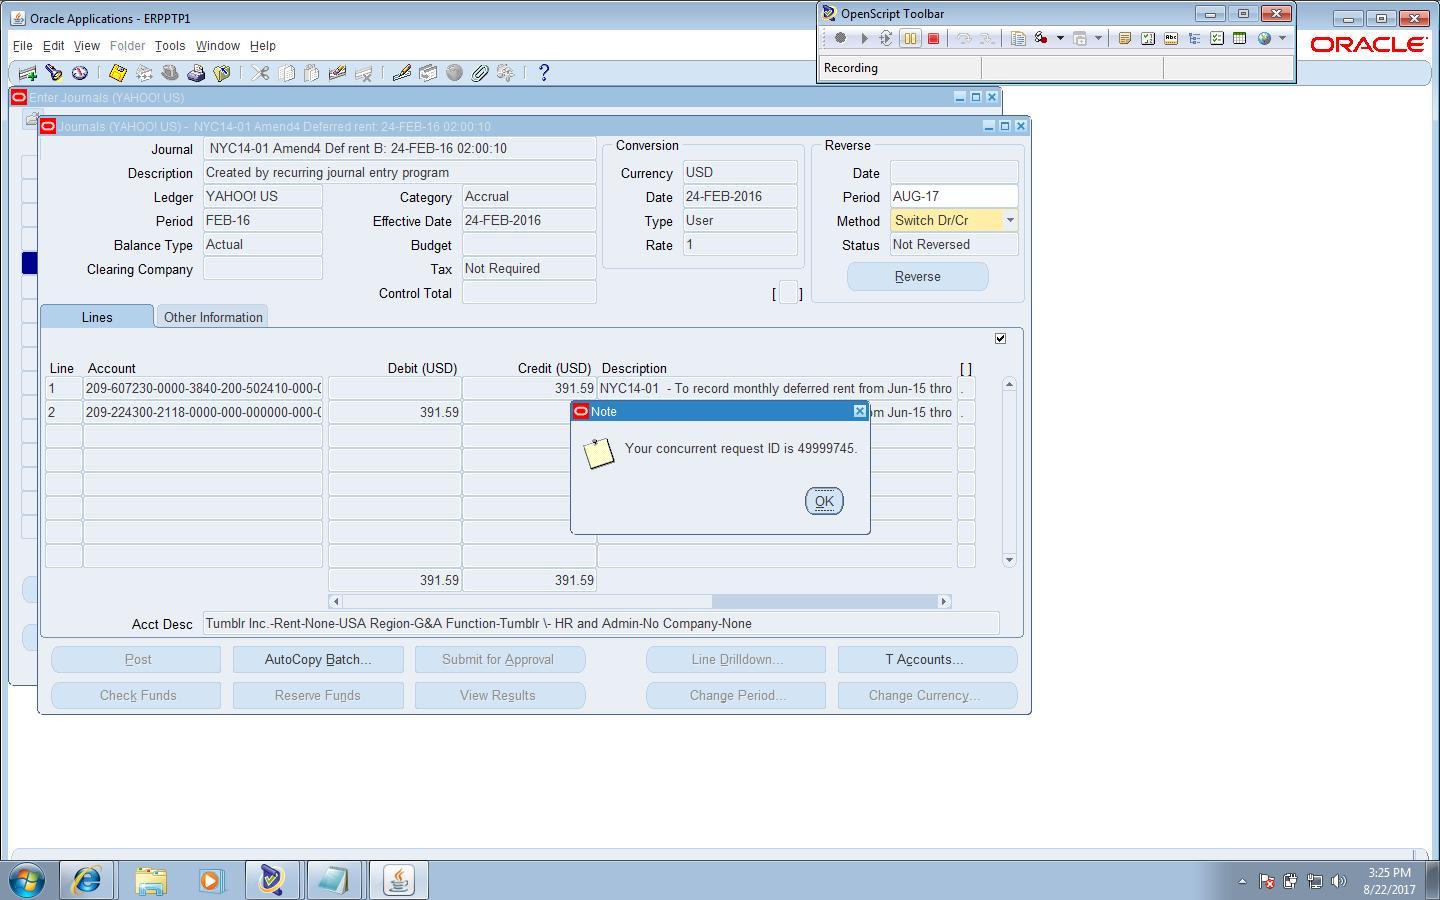 Oracle Applications - ERPPTP1
OpenScript Toolbar
File Edit View Folder Tools Window Help
ORACLE
Recording
Enter Journals (YAHOO! US)
Journals (YAHOO! US) - NYC14-01 Amend4 Deferred rent: 24-FEB-16 02:00:10
Journal NYC14-01 Amend4 Def rent B: 24-FEB-16 02:00:10
Description Created by recurring journal entry program
Ledger YAHOO! US Category Accrual
Period FEB-16 Effective Date 24-FEB-2016
Balance Type Actual Budget
Clearing Company Tax Not Required
Control Total
Conversion
Currency USD
Date 24-FEB-2016
Type User
Rate 1
[ ]
Reverse
Date
Period AUG-17
Method Switch Dr/Cr
Status Not Reversed
Reverse
Lines Other Information
Line Account Debit (USD) Credit (USD) Description [ ]
1 209-607230-0000-3840-200-502410-000-0 391.59 NYC14-01 - To record monthly deferred rent from Jun-15 thro .
2 209-224300-2118-0000-000-000000-000-0 391.59 om Jun-15 thro .
Note
Your concurrent request ID is 49999745.
OK
391.59 391.59
Acct Desc Tumblr Inc.-Rent-None-USA Region-G&A Function-Tumblr \- HR and Admin-No Company-None
Post AutoCopy Batch... Submit for Approval Line Drilldown... T Accounts...
Check Funds Reserve Funds View Results Change Period... Change Currency...
3:25 PM
8/22/2017